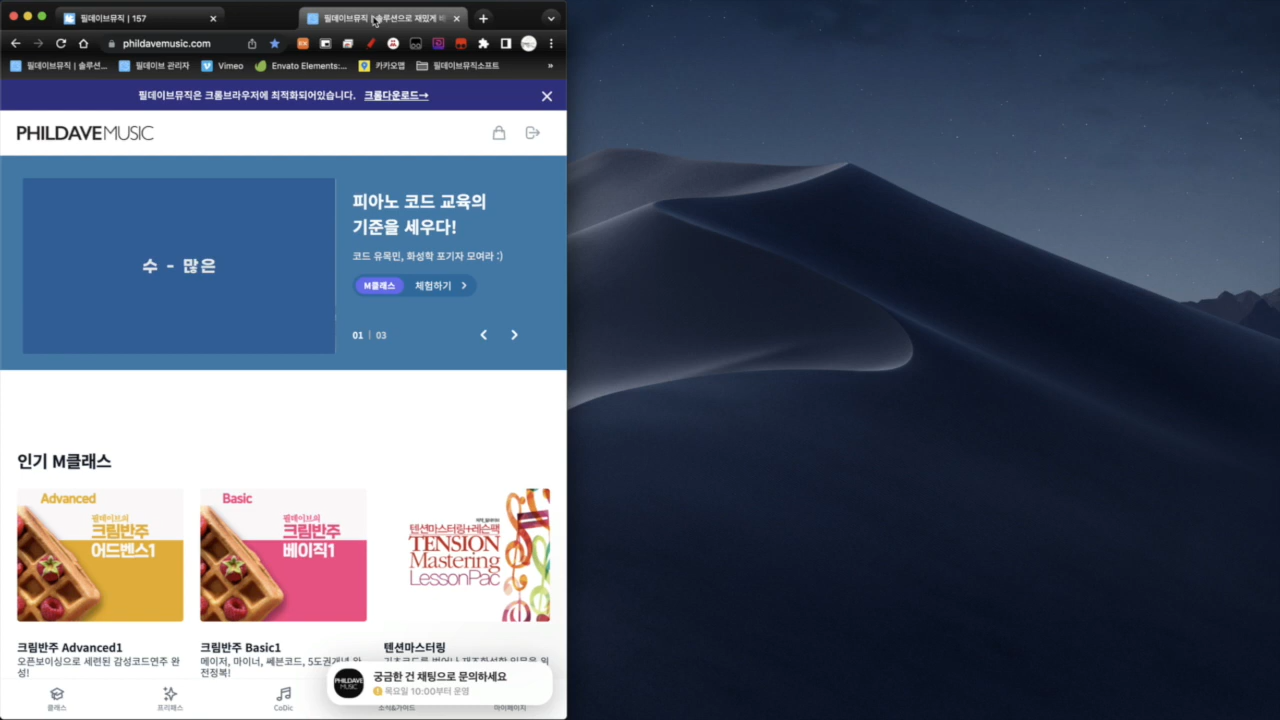 필데이브뮤직 | 157
필데이브뮤직 | 솔루션으로 재밌게 배
phildavemusic.com
필데이브뮤직 | 솔루션...
필데이브 관리자
Vimeo
Envato Elements:...
카카오맵
필데이브뮤직소프트
»
필데이브뮤직은 크롬브라우저에 최적화되어있습니다. 크롬다운로드→
PHILDAVEMUSIC
수 - 많은
피아노 코드 교육의
기준을 세우다!
코드 유목민, 화성학 포기자 모여라 :)
M클래스 체험하기
01 | 03
인기 M클래스
Advanced
필데이브의
크림반주
어드벤스1
Basic
필데이브의
크림반주
베이직1
텐션마스터링+레슨팩
TENSION
Mastering
LessonPac
크림반주 Advanced1
오픈보이싱으로 세련된 감성코드연주 완
성!
크림반주 Basic1
메이저, 마이너, 쎄븐코드, 5도권개념 완
전정복!
텐션마스터링
PHILDAVE
MUSIC
궁금한 건 채팅으로 문의하세요
목요일 10:00부터 운영
클래스
프리패스
CoDic
소식&가이드
마이페이지